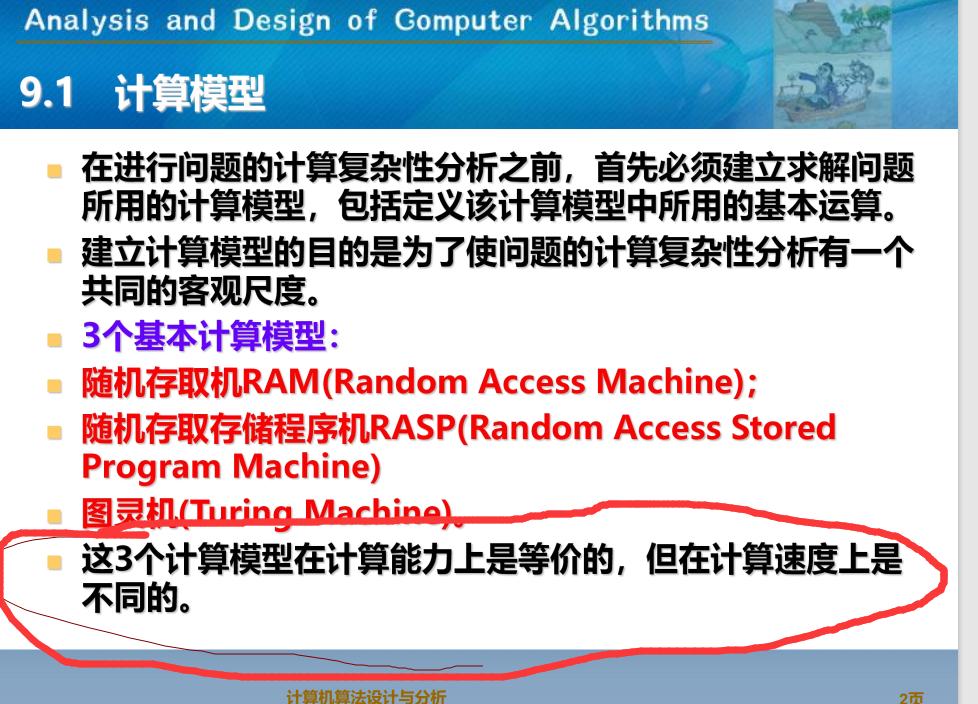 Analysis and Design of Computer Algorithms
9.1 计算模型
在进行问题的计算复杂性分析之前，首先必须建立求解问题
所用的计算模型，包括定义该计算模型中所用的基本运算。
建立计算模型的目的是为了使问题的计算复杂性分析有一个
共同的客观尺度。
3个基本计算模型：
随机存取机RAM(Random Access Machine)；
随机存取存储程序机RASP(Random Access Stored
Program Machine)
图灵机(Turing Machine)。
这3个计算模型在计算能力上是等价的，但在计算速度上是
不同的。
计算机算法设计与分析
2页